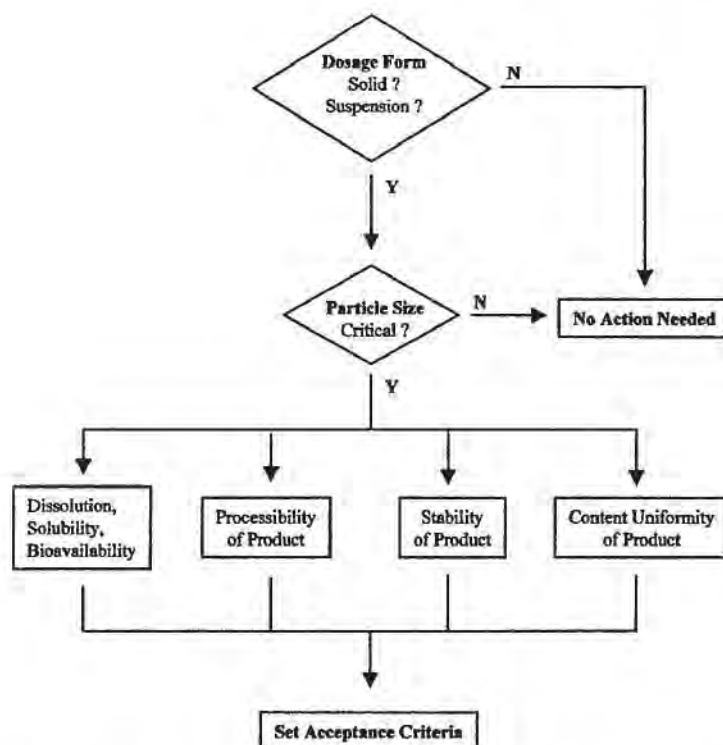 Dosage Form
Solid ?
Suspension ?
N
Y
Particle Size
Critical ?
N
No Action Needed
Y
Dissolution,
Solubility,
Bioavailability
Processibility
of Product
Stability
of Product
Content Uniformity
of Product
Set Acceptance Criteria